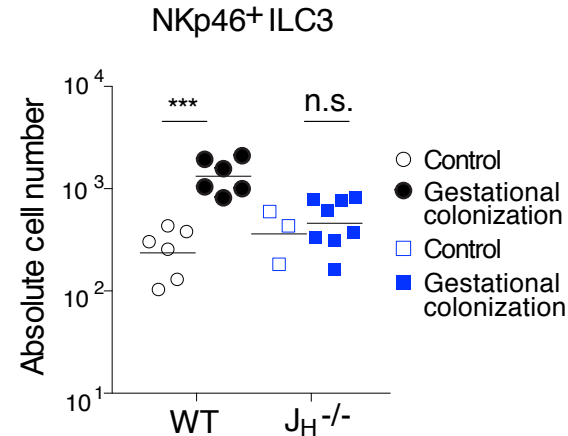 NKp46+ ILC3
Absolute cell number
10 4
10 3
10 2
10 1
***
n.s.
WT
JH -/-
Control
Gestational
colonization
Control
Gestational
colonization